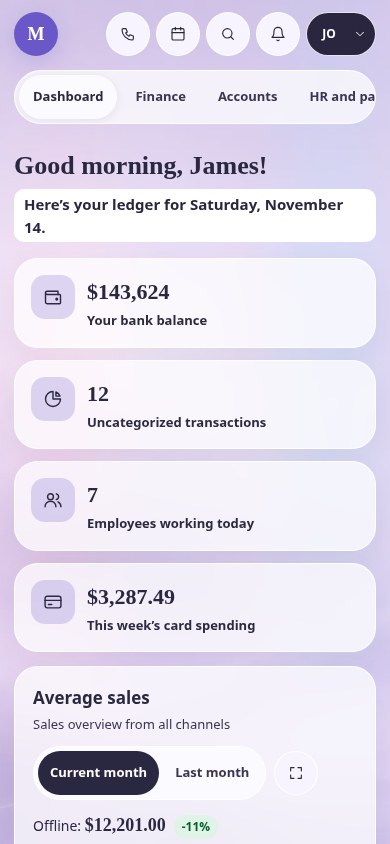 M
JO
Dashboard Finance Accounts HR and pa
Good morning, James!
Here’s your ledger for Saturday, November
14.
$143,624
Your bank balance
12
Uncategorized transactions
7
Employees working today
$3,287.49
This week’s card spending
Average sales
Sales overview from all channels
Current month Last month
Offline: $12,201.00 -11%